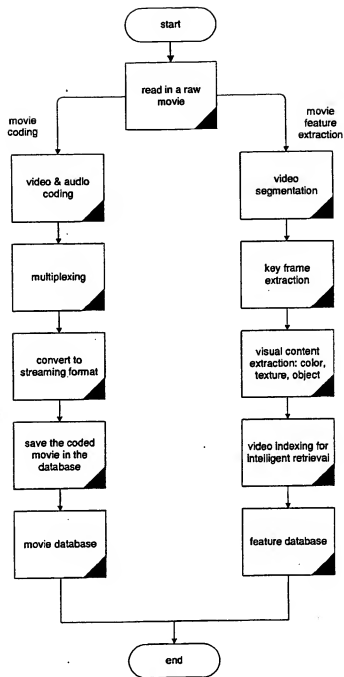 start
read in a raw
movie
movie
coding
movie
feature
extraction
video & audio
coding
multiplexing
convert to
streaming format
save the coded
movie in the
database
movie database
video
segmentation
key frame
extraction
visual content
extraction: color,
texture, object
video indexing for
intelligent retrieval
feature database
end